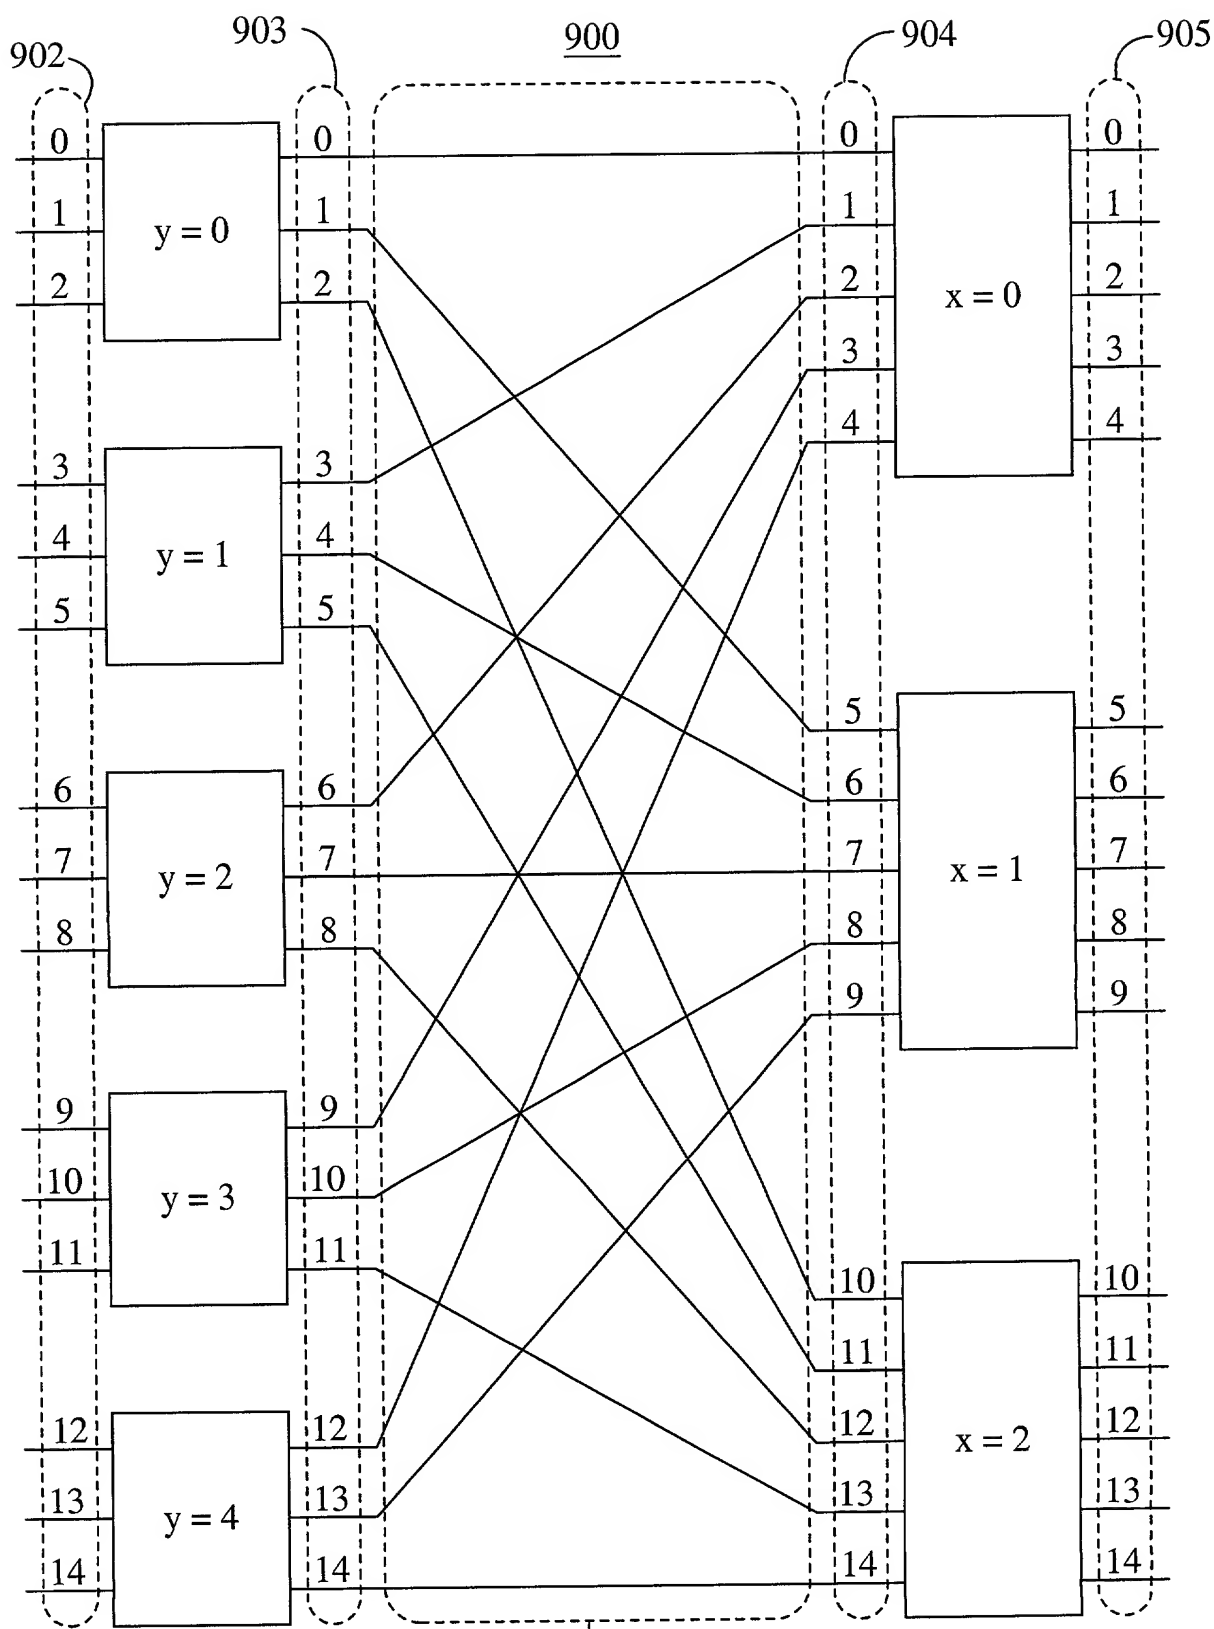 902 903 900 904 905
0 0 0 0
1 1 1 1
y = 0
2 2 2 2
x = 0
3 3
4 4
3 3
4 4
y = 1
5 5
5 5
6 6
6 6
7 7 7 7
y = 2 x = 1
8 8 8 8
9 9
9 9
10 10
y = 3
11 11
10 10
11 11
12 12 12 12
x = 2
13 13 13 13
y = 4
14 14 14 14